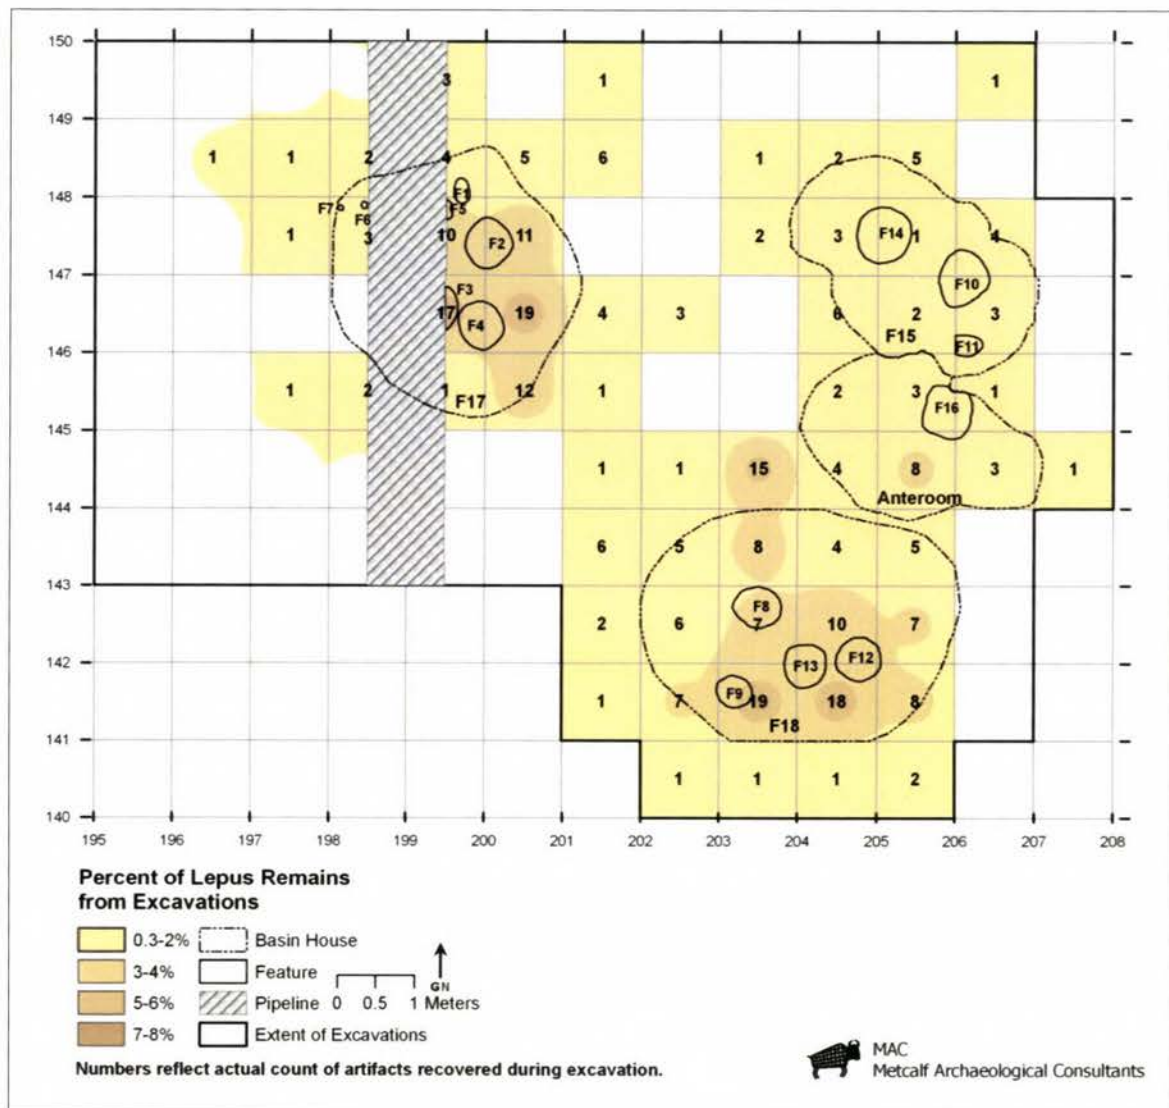 150
3 1 1
149
1 1 2 4 5 6 1 2 5
148
F1
F7 F6 F5
1 3 10 F2 11 2 3 F14 1 4
147
F3 F10
17 F4 19 4 3 6 2 3
F15 F11
146
1 2 1 12 1 2 3 F16 1
F17
145
1 1 15 4 8 3 1
Anteroom
144
6 5 8 4 5
143
F8
2 6 7 10 7
142
F13 F12
F9
1 7 19 18 8
F18
141
1 1 1 2
140
195 196 197 198 199 200 201 202 203 204 205 206 207 208
Percent of Lepus Remains
from Excavations
0.3-2% Basin House
3-4% Feature
5-6% Pipeline 0 0.5 1 Meters
GN
7-8% Extent of Excavations
Numbers reflect actual count of artifacts recovered during excavation.
MAC
Metcalf Archaeological Consultants